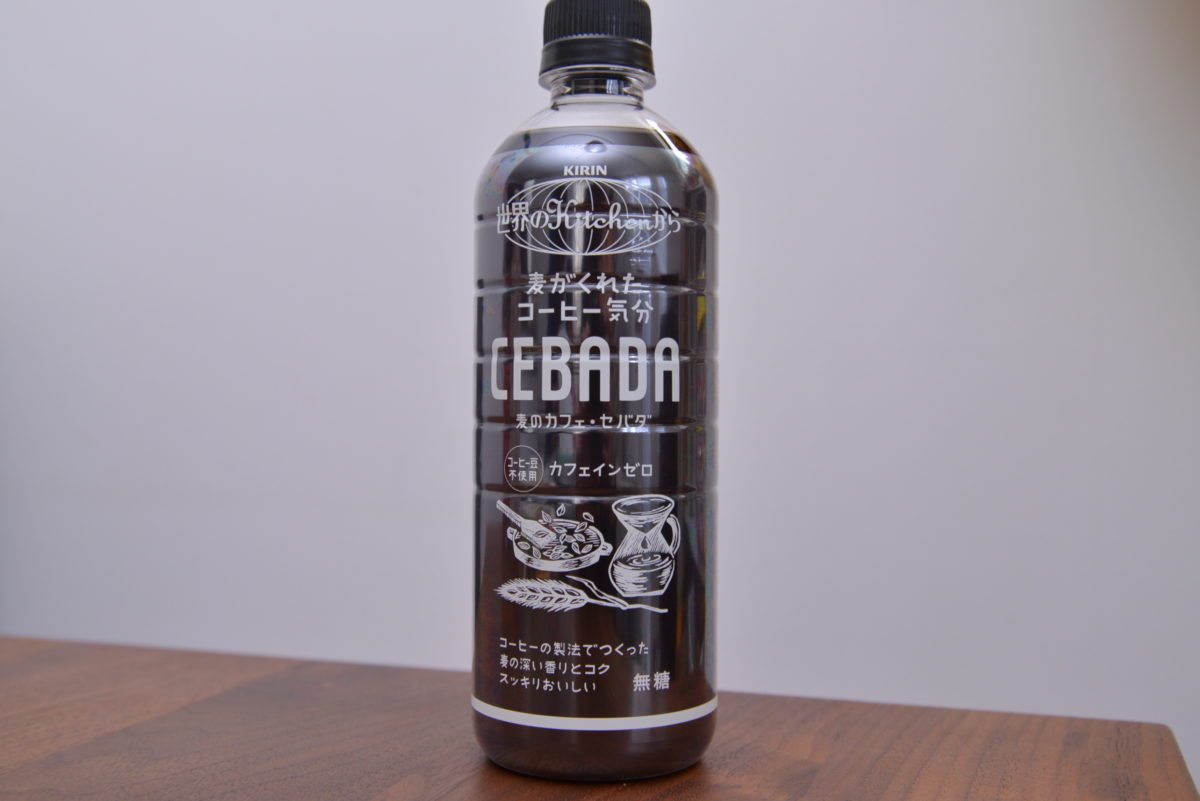 KIRIN
世界のKitchenから
麦がくれた
コーヒー気分
CEBADA
麦のカフェ・セバダ
コーヒー豆
不使用
カフェインゼロ
コーヒーの製法でつくった
麦の深い香りとコク
スッキリおいしい
無糖